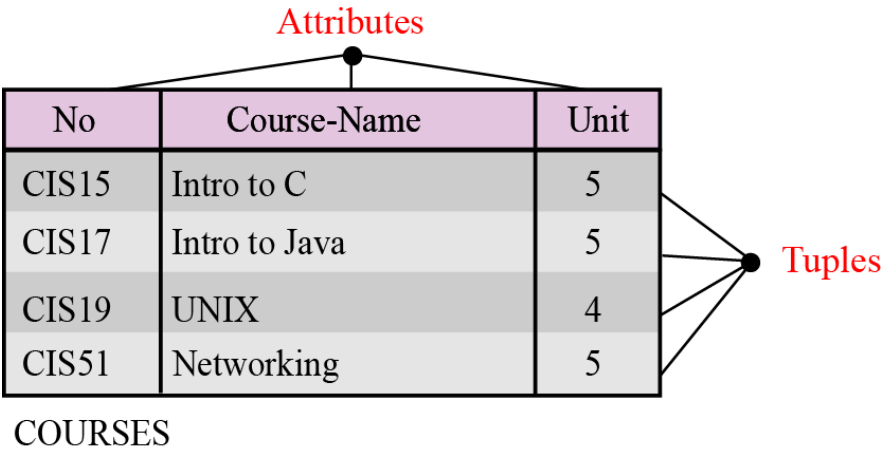 Attributes
No Course-Name Unit
CIS15 Intro to C 5
CIS17 Intro to Java 5
Tuples
CIS19 UNIX 4
CIS51 Networking 5
COURSES